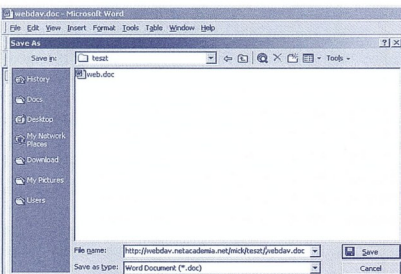 webdav.doc - Microsoft Word
File Edit View Insert Format Tools Table Window Help
Save As
Save in: teszt Tools
web.doc
History
Docs
Desktop
My Network Places
Download
My Pictures
Users
File name: http://webdav.netacademia.net/mick/teszt/webdav.doc Save
Save as type: Word Document (*.doc) Cancel